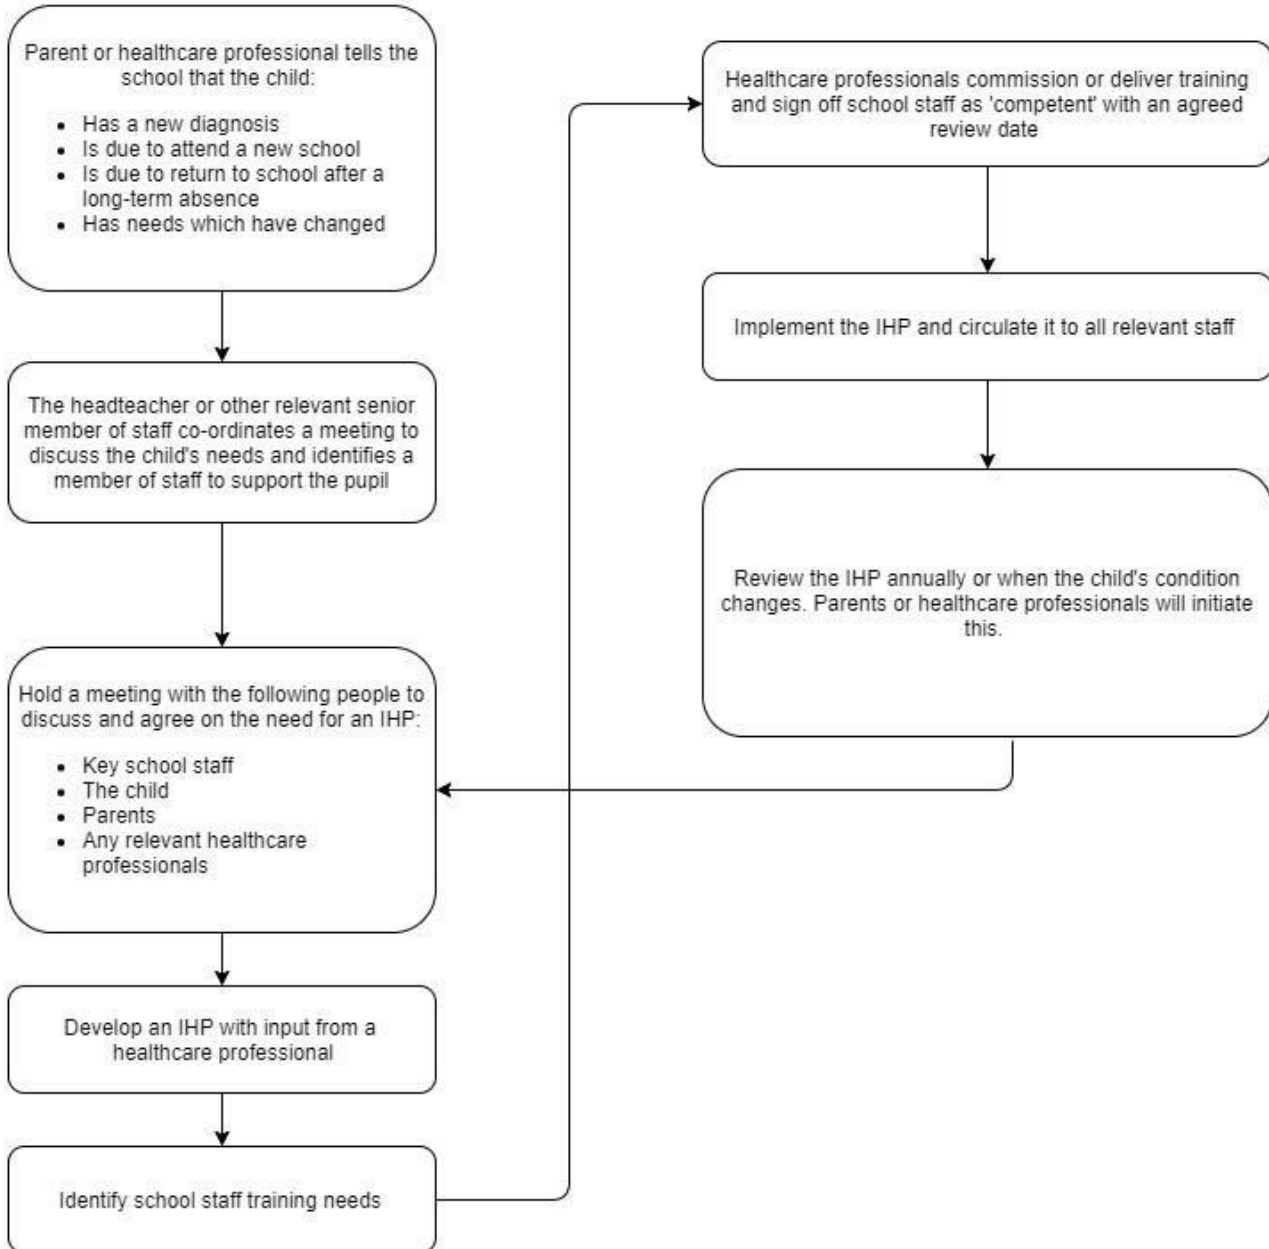 Parent or healthcare professional tells the
school that the child:
• Has a new diagnosis
• Is due to attend a new school
• Is due to return to school after a
long-term absence
• Has needs which have changed
The headteacher or other relevant senior
member of staff co-ordinates a meeting to
discuss the child's needs and identifies a
member of staff to support the pupil
Hold a meeting with the following people to
discuss and agree on the need for an IHP:
• Key school staff
• The child
• Parents
• Any relevant healthcare
professionals
Develop an IHP with input from a
healthcare professional
Identify school staff training needs
Healthcare professionals commission or deliver training
and sign off school staff as 'competent' with an agreed
review date
Implement the IHP and circulate it to all relevant staff
Review the IHP annually or when the child's condition
changes. Parents or healthcare professionals will initiate
this.